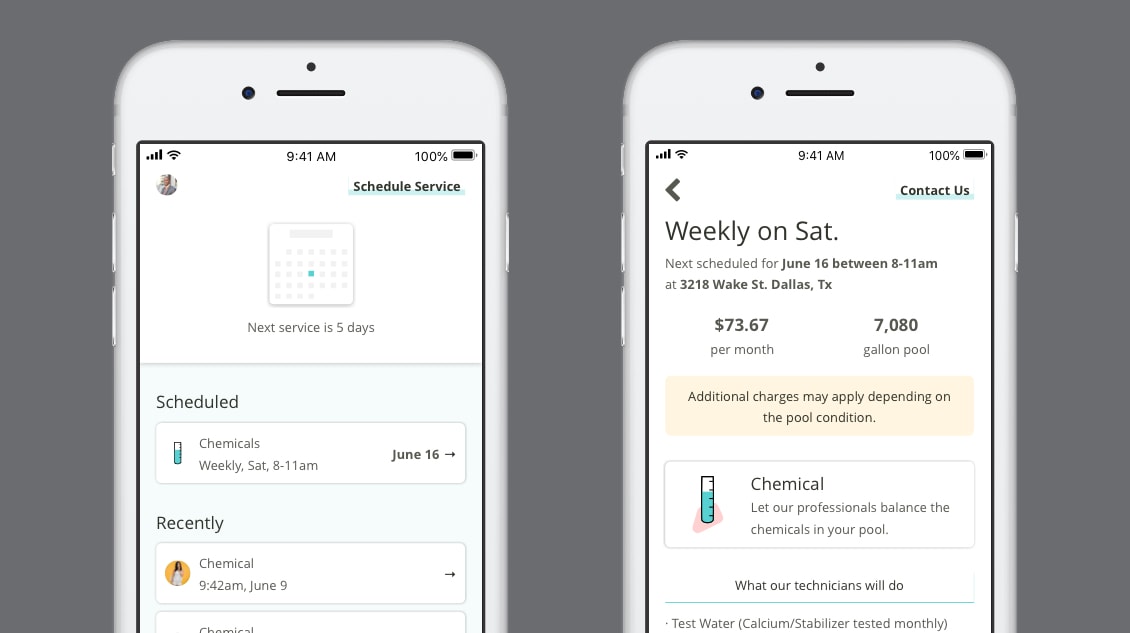 9:41 AM
100%
Schedule Service
Next service is 5 days
Scheduled
Chemicals
Weekly, Sat, 8-11am
June 16 →
Recently
Chemical
9:42am, June 9
→
Chemical
9:41 AM
100%
Contact Us
Weekly on Sat.
Next scheduled for June 16 between 8-11am
at 3218 Wake St. Dallas, Tx
$73.67
per month
7,080
gallon pool
Additional charges may apply depending on
the pool condition.
Chemical
Let our professionals balance the
chemicals in your pool.
What our technicians will do
· Test Water (Calcium/Stabilizer tested monthly)